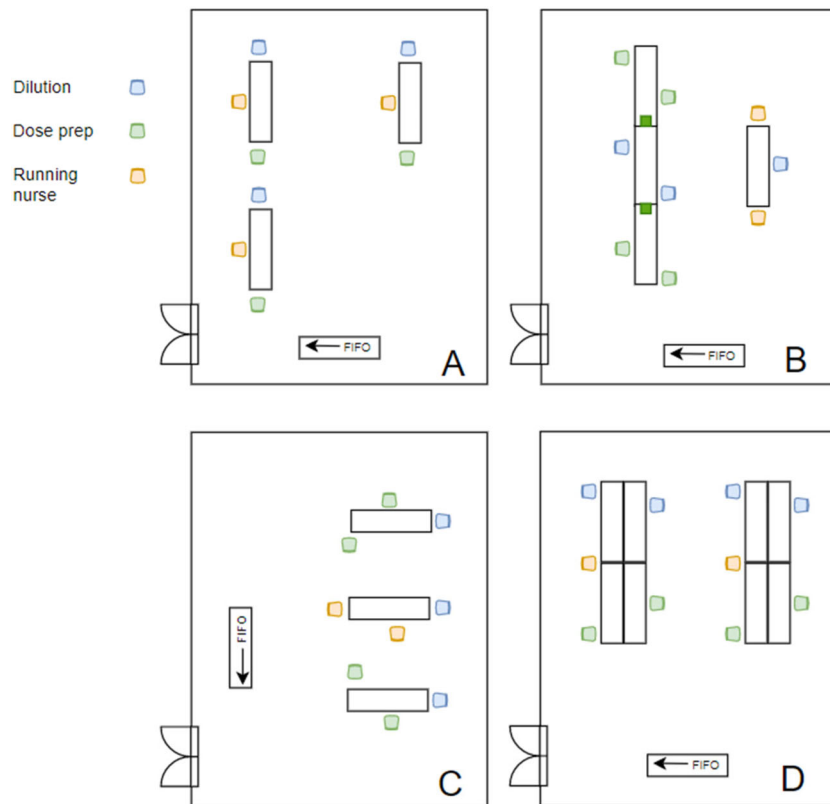 Dilution
Dose prep
Running
nurse
FIFO
A
FIFO
B
FIFO
C
FIFO
D